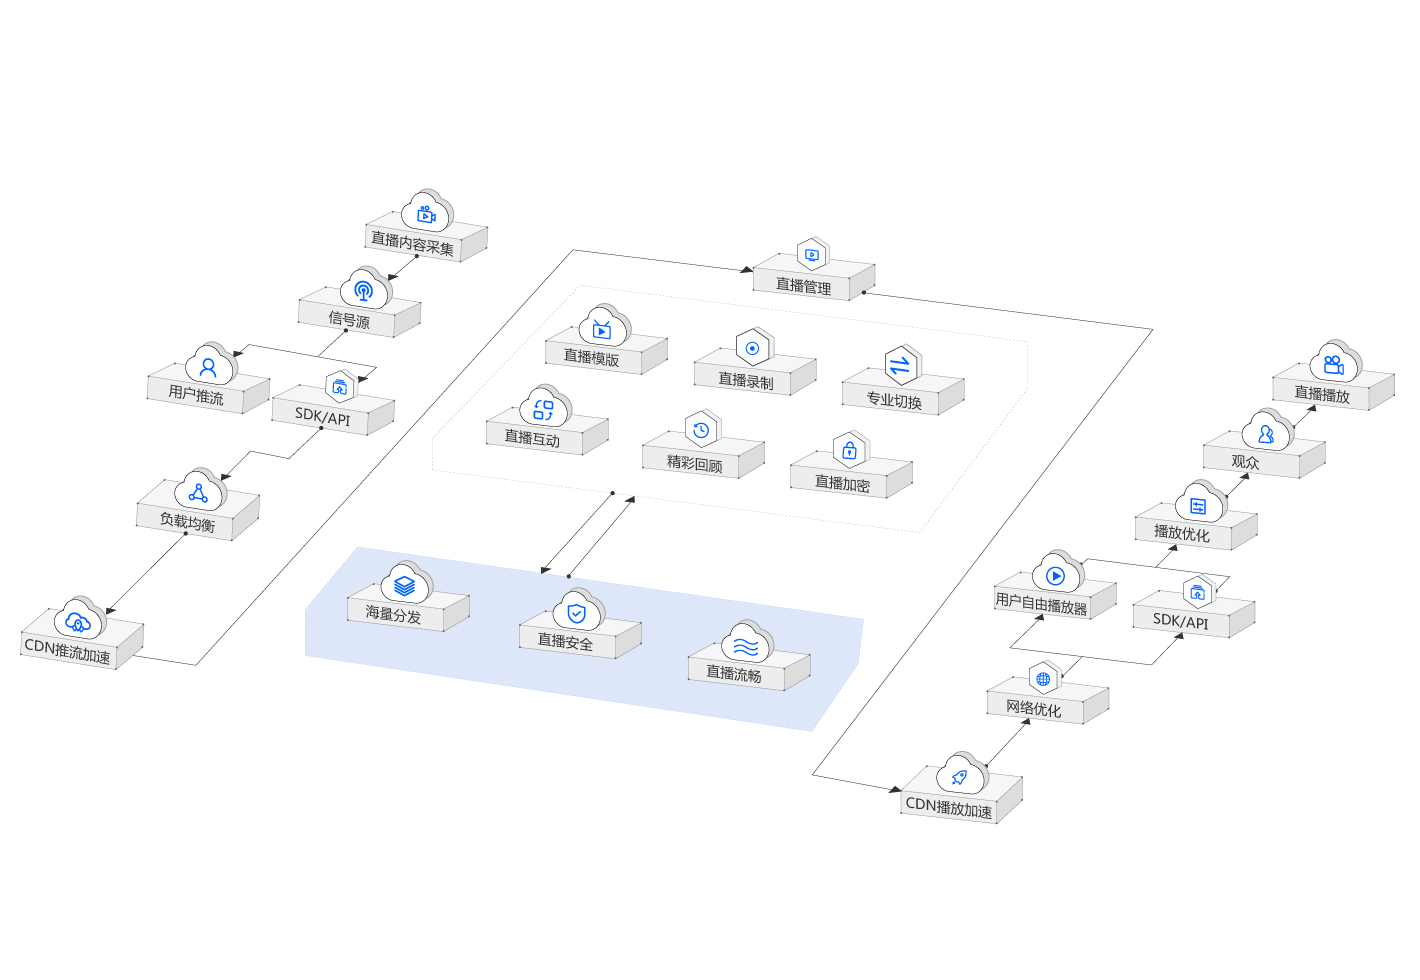 直播内容采集
信号源
用户推流
SDK/API
负载均衡
CDN推流加速
直播管理
直播模版
直播录制
专业切换
直播互动
精彩回顾
直播加密
海量分发
直播安全
直播流畅
直播播放
观众
播放优化
用户自由播放器
SDK/API
网络优化
CDN播放加速